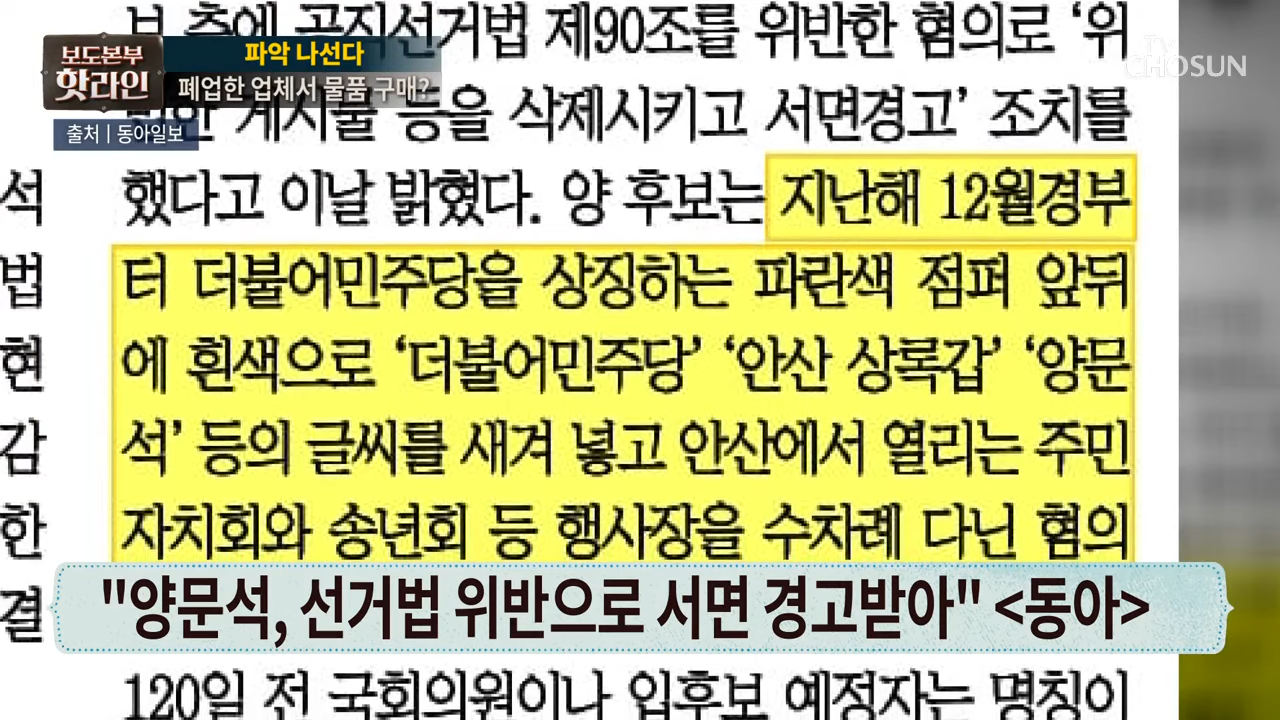 보도본부
핫라인
파악 나선다
폐업한 업체서 물품 구매?
출처 | 동아일보
TV CHOSUN
공직선거법 제90조를 위반한 혐의로 ‘위
게시물 등을 삭제시키고 서면경고’ 조치를
했다고 이날 밝혔다. 양 후보는 지난해 12월경부
터 더불어민주당을 상징하는 파란색 점퍼 앞뒤
에 흰색으로 ‘더불어민주당’ ‘안산 상록갑’ ‘양문
석’ 등의 글씨를 새겨 넣고 안산에서 열리는 주민
자치회와 송년회 등 행사장을 수차례 다닌 혐의
석
법
현
감
한
결
"양문석, 선거법 위반으로 서면 경고받아" <동아>
120일 전 국회의원이나 입후보 예정자는 명칭이